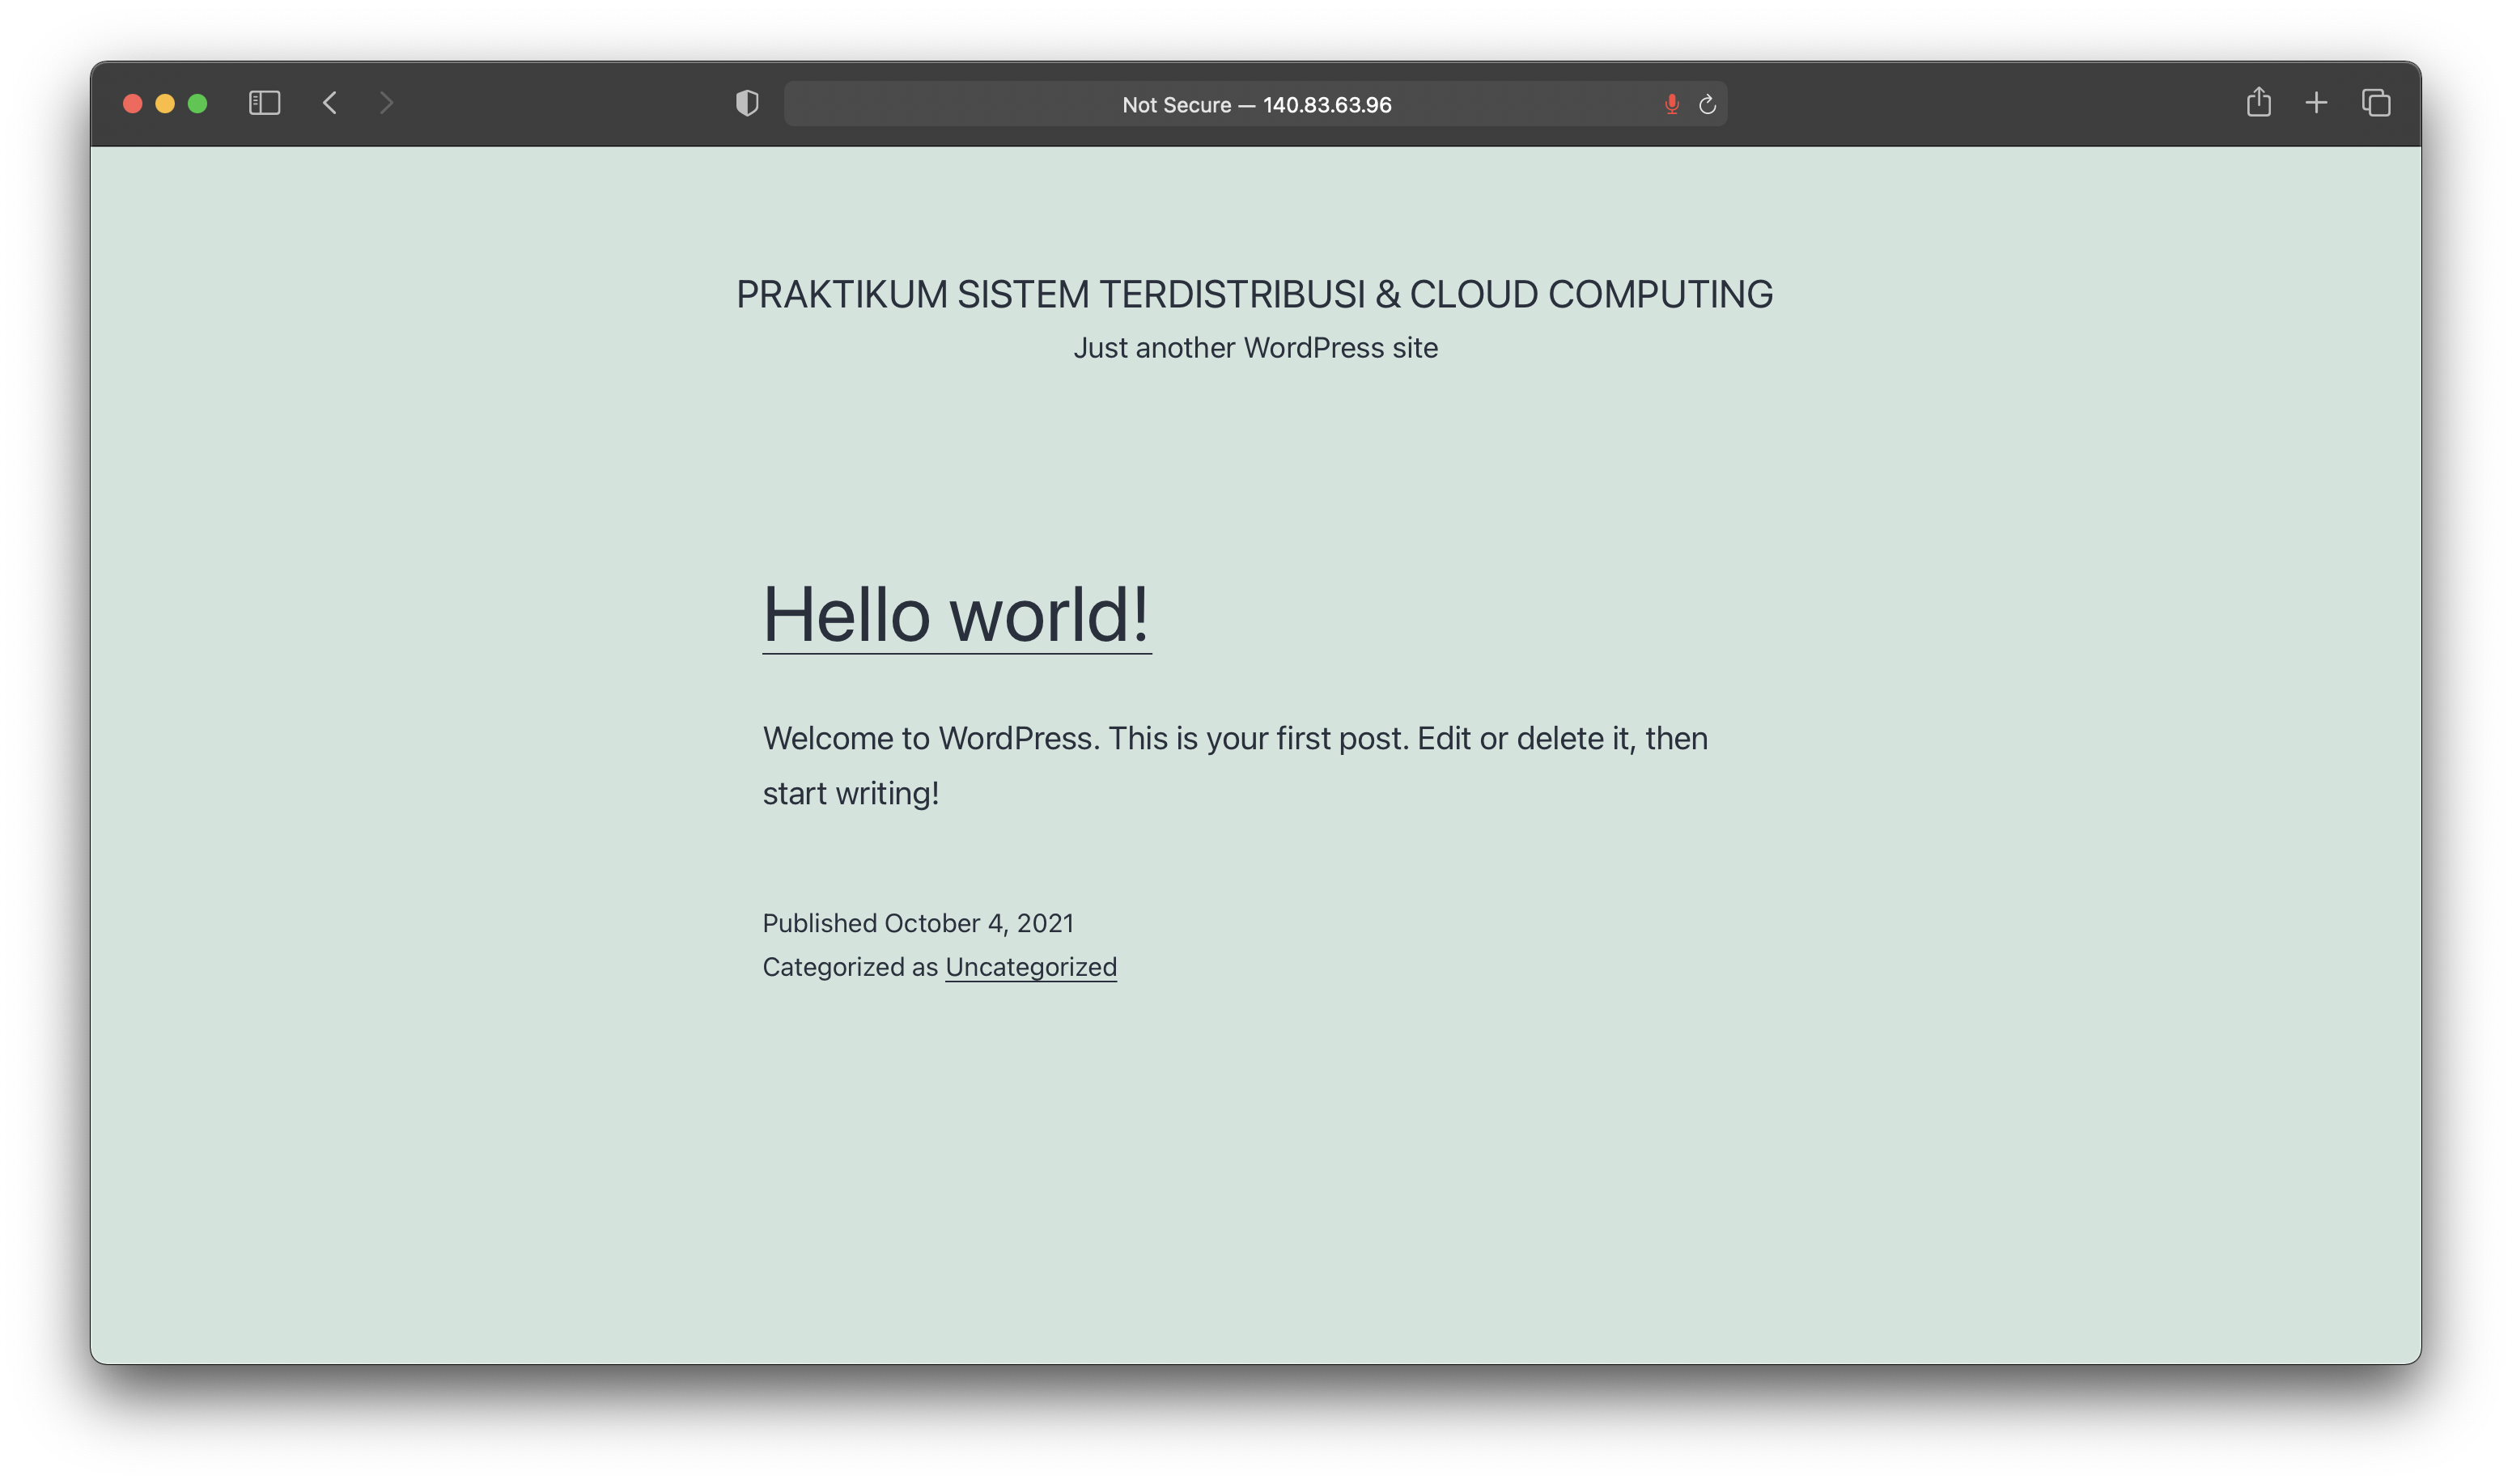 Not Secure — 140.83.63.96
PRAKTIKUM SISTEM TERDISTRIBUSI & CLOUD COMPUTING
Just another WordPress site
Hello world!
Welcome to WordPress. This is your first post. Edit or delete it, then
start writing!
Published October 4, 2021
Categorized as Uncategorized